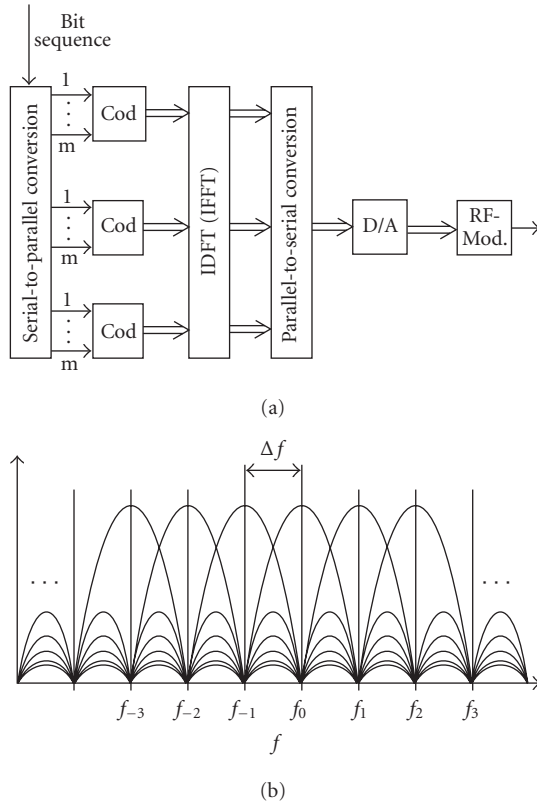 Bit
sequence
Serial-to-parallel conversion
1
...
m
Cod
1
...
m
Cod
1
...
m
Cod
IDFT (IFFT)
Parallel-to-serial conversion
D/A
RF-
Mod.
(a)
Δf
... ...
f₋₃ f₋₂ f₋₁ f₀ f₁ f₂ f₃
f
(b)